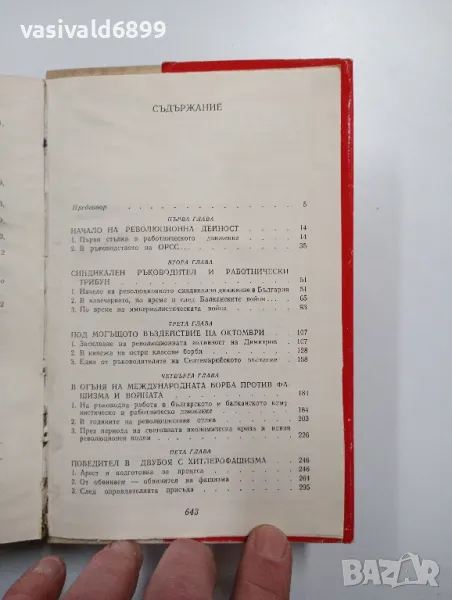 vasivald6899
СЪДЪРЖАНИЕ
Предговор . . . 5
ПЪРВА ГЛАВА
НАЧАЛО НА РЕВОЛЮЦИОННА ДЕЙНОСТ . . . 14
1. Първи стъпки в работническото движение . . . 14
2. В ръководството на ОРСС . . . 35
ВТОРА ГЛАВА
СИНДИКАЛЕН РЪКОВОДИТЕЛ И РАБОТНИЧЕСКИ
ТРИБУН . . . 51
1. Начело на революционното синдикално движение в България 51
2. В навечерието, по време и след Балканските войни . . . 65
3. По време на империалистическата война . . . 83
ТРЕТА ГЛАВА
ПОД МОГЪЩОТО ВЪЗДЕЙСТВИЕ НА ОКТОМВРИ . . . 107
1. Засилване на революционната активност на Димитров . 107
2. В кипежа на остри класови борби . . . 128
3. Един от ръководителите на Септемврийското въстание . 158
ЧЕТВЪРТА ГЛАВА
В ОГЪНЯ НА МЕЖДУНАРОДНАТА БОРБА ПРОТИВ ФА-
ШИЗМА И ВОЙНАТА . . . 184
1. На ръководна работа в българското и балканското кому-
нистическо и работническо движение . . . 184
2. В годините на революционния отлив . . . 203
3. През периода на световната икономическа криза и
революционен подем . . . 226
ПЕТА ГЛАВА
ПОБЕДИТЕЛ В ДВУБОЯ С ХИТЛЕРОФАШИЗМА . . . 246
1. Арест и подготовка за процеса . . . 246
2. От обвиняем — обвинител на фашизма . . . 261
3. След оправдателната присъда . . . 295
643
BAZAR